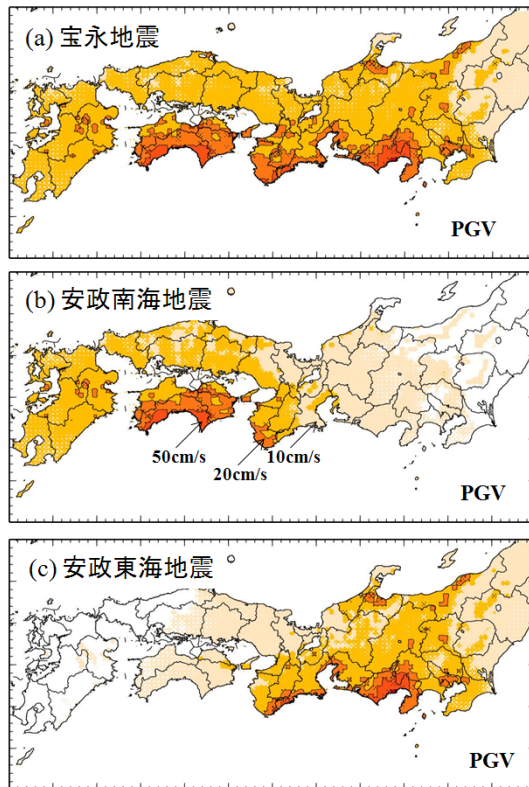 (a) 宝永地震
PGV
(b) 安政南海地震
50cm/s
20cm/s
10cm/s
PGV
(c) 安政東海地震
PGV